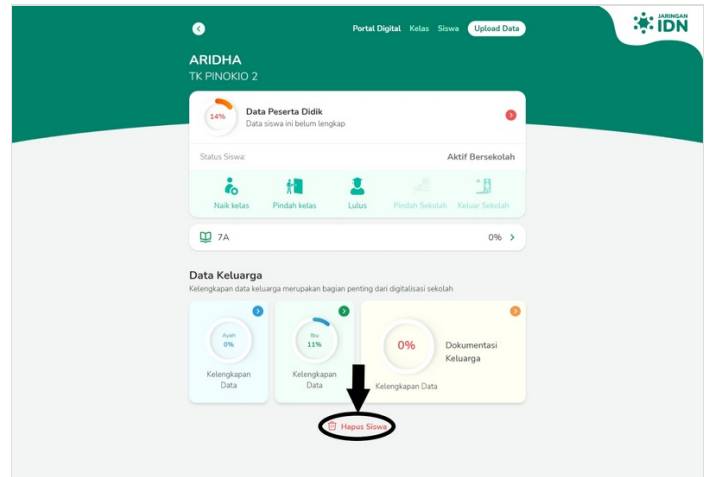 JARINGAN
IDN
Portal Digital Kelas Siswa Upload Data
ARIDHA
TK PINOKIO 2
14%
Data Peserta Didik
Data siswa ini belum lengkap
Status Siswa: Aktif Bersekolah
Naik kelas Pindah kelas Lulus Pindah Sekolah Keluar Sekolah
7A 0%
Data Keluarga
Kelengkapan data keluarga merupakan bagian penting dari digitalisasi sekolah
Ayah
0%
Kelengkapan
Data
Ibu
11%
Kelengkapan
Data
0%
Dokumentasi
Keluarga
Kelengkapan Data
Hapus Siswa